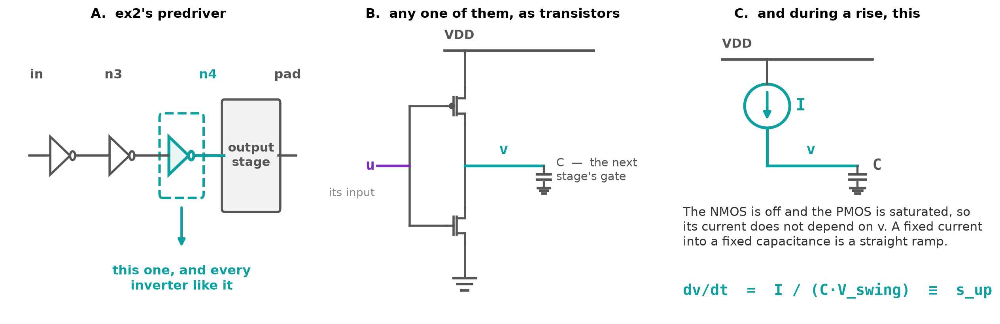 A.  ex2's predriver
in
n3
n4
pad
output
stage
this one, and every
inverter like it
B.  any one of them, as transistors
VDD
u
its input
v
C  —  the next
stage's gate
C.  and during a rise, this
VDD
I
v
C
The NMOS is off and the PMOS is saturated, so
its current does not depend on v. A fixed current
into a fixed capacitance is a straight ramp.
dv/dt  =  I / (C·V_swing)  ≡  s_up